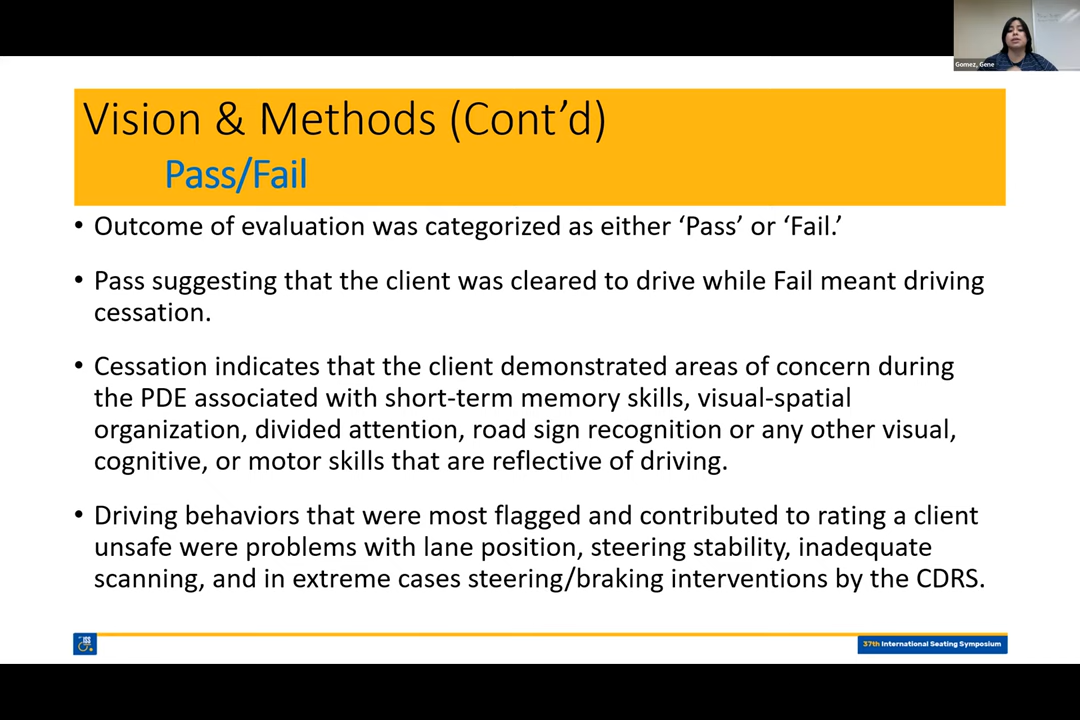 Gomez, Gene
Vision & Methods (Cont’d)
Pass/Fail
• Outcome of evaluation was categorized as either ‘Pass’ or ‘Fail.’
• Pass suggesting that the client was cleared to drive while Fail meant driving
cessation.
• Cessation indicates that the client demonstrated areas of concern during
the PDE associated with short-term memory skills, visual-spatial
organization, divided attention, road sign recognition or any other visual,
cognitive, or motor skills that are reflective of driving.
• Driving behaviors that were most flagged and contributed to rating a client
unsafe were problems with lane position, steering stability, inadequate
scanning, and in extreme cases steering/braking interventions by the CDRS.
ISS
37th International Seating Symposium